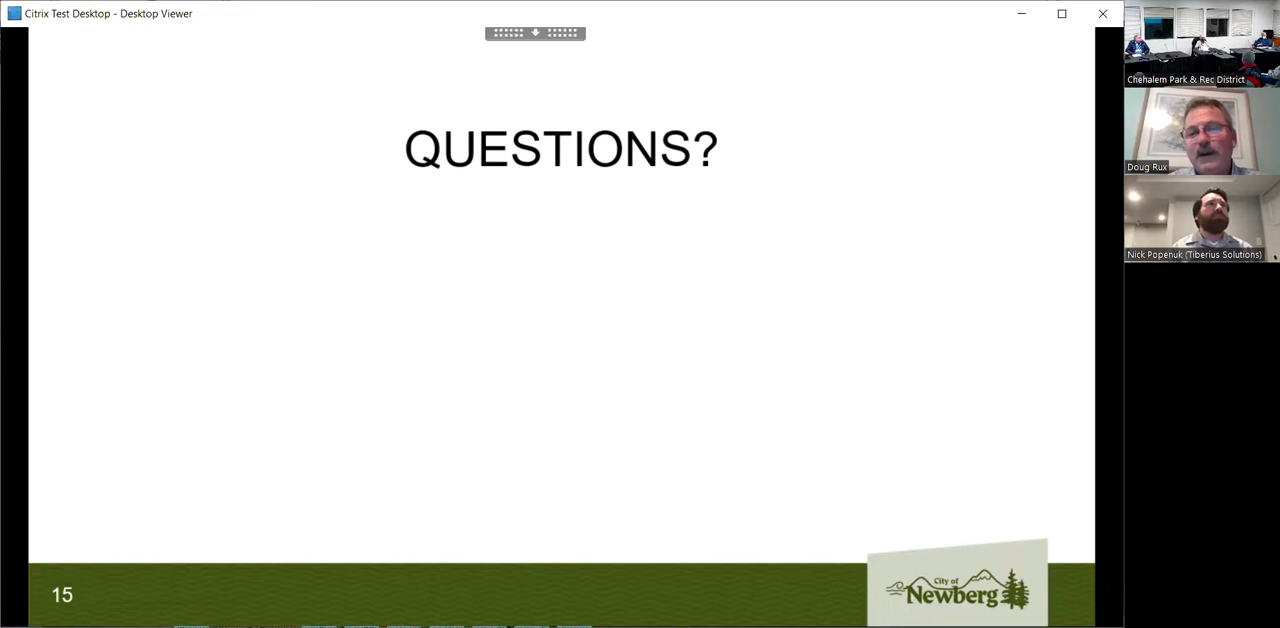 Citrix Test Desktop - Desktop Viewer
Chehalem Park & Rec District
QUESTIONS?
Doug Rux
Nick Popenuk (Tiberius Solutions)
15
City of
Newberg